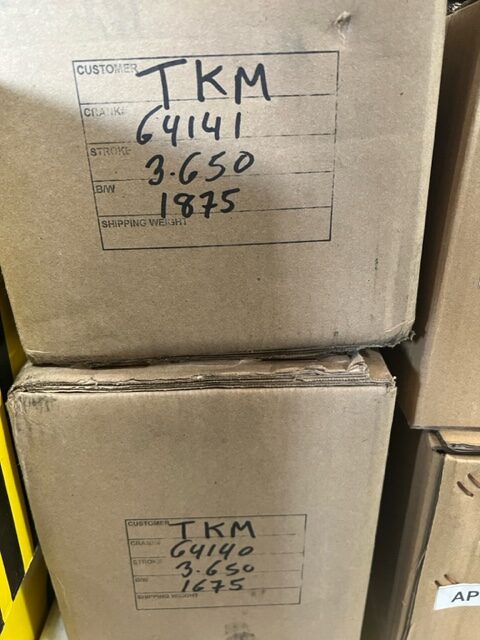 CUSTOMER TKM
CRANK# 64141
STROKE 3.650
B/W 1875
SHIPPING WEIGHT
CUSTOMER TKM
CRANK# 64140
STROKE 3.650
B/W 1675
SHIPPING WEIGHT
AP